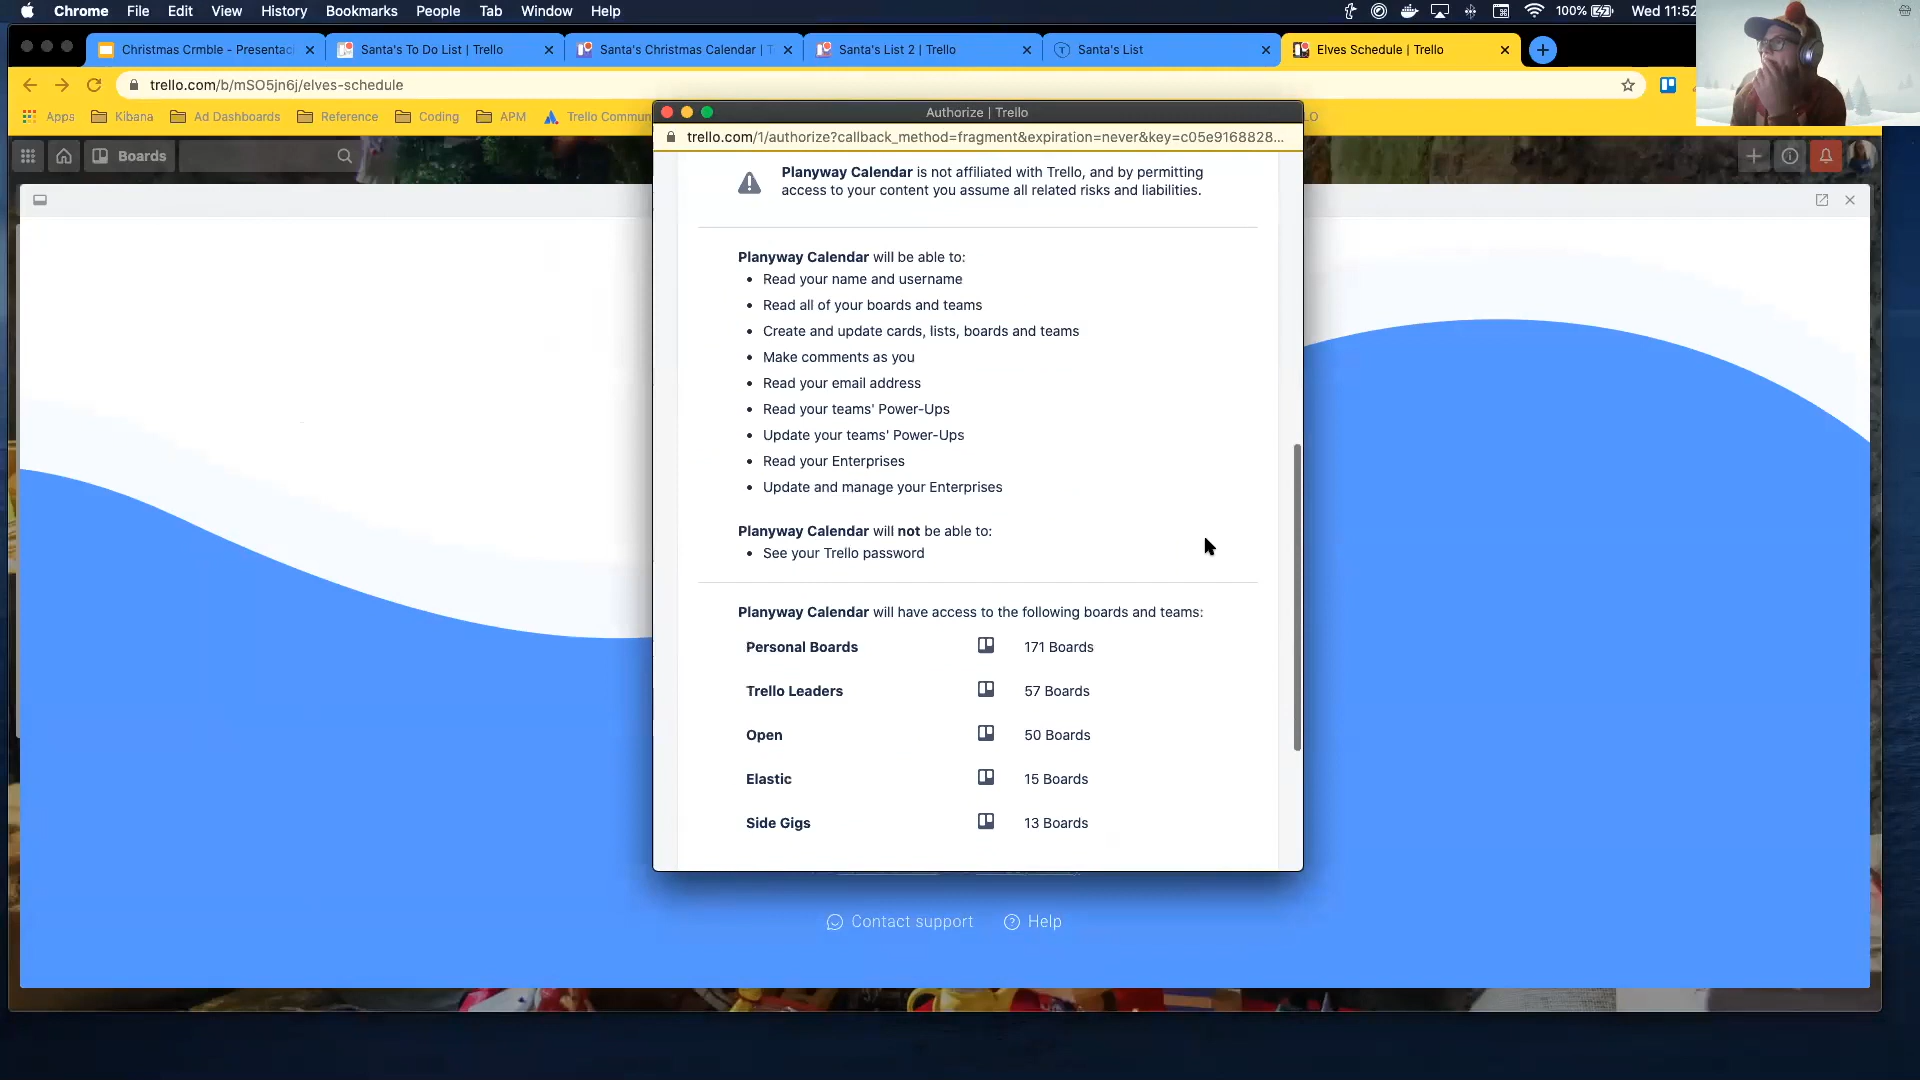 Chrome File Edit View History Bookmarks People Tab Window Help 100% Wed 11:52
Christmas Crmble - Presentaci Santa's To Do List | Trello Santa's Christmas Calendar | T Santa's List 2 | Trello Santa's List Elves Schedule | Trello
trello.com/b/mSO5jn6j/elves-schedule
Apps Kibana Ad Dashboards Reference Coding APM Trello Commun LO
Authorize | Trello
trello.com/1/authorize?callback_method=fragment&expiration=never&key=c05e9168828...
Boards
Planyway Calendar is not affiliated with Trello, and by permitting
access to your content you assume all related risks and liabilities.
Planyway Calendar will be able to:
• Read your name and username
• Read all of your boards and teams
• Create and update cards, lists, boards and teams
• Make comments as you
• Read your email address
• Read your teams' Power-Ups
• Update your teams' Power-Ups
• Read your Enterprises
• Update and manage your Enterprises
Planyway Calendar will not be able to:
• See your Trello password
Planyway Calendar will have access to the following boards and teams:
Personal Boards 171 Boards
Trello Leaders 57 Boards
Open 50 Boards
Elastic 15 Boards
Side Gigs 13 Boards
Contact support Help